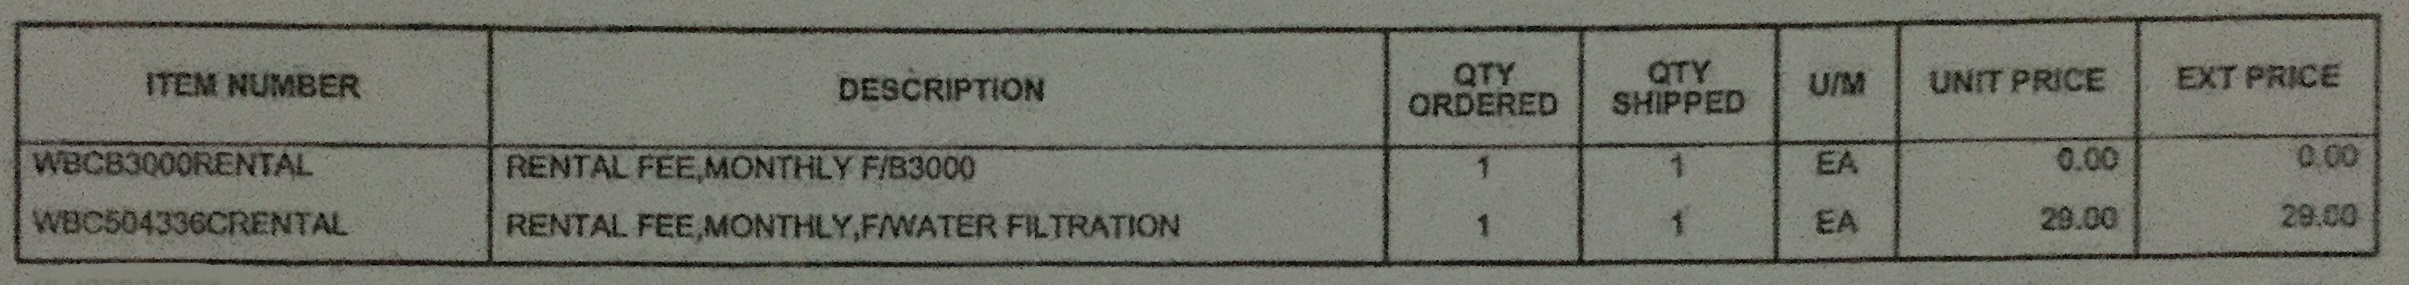 ITEM NUMBER DESCRIPTION QTY ORDERED QTY SHIPPED U/M UNIT PRICE EXT PRICE
WBCB3000RENTAL RENTAL FEE,MONTHLY F/B3000 1 1 EA 0.00 0.00
WBC504336CRENTAL RENTAL FEE,MONTHLY,F/WATER FILTRATION 1 1 EA 29.00 29.00